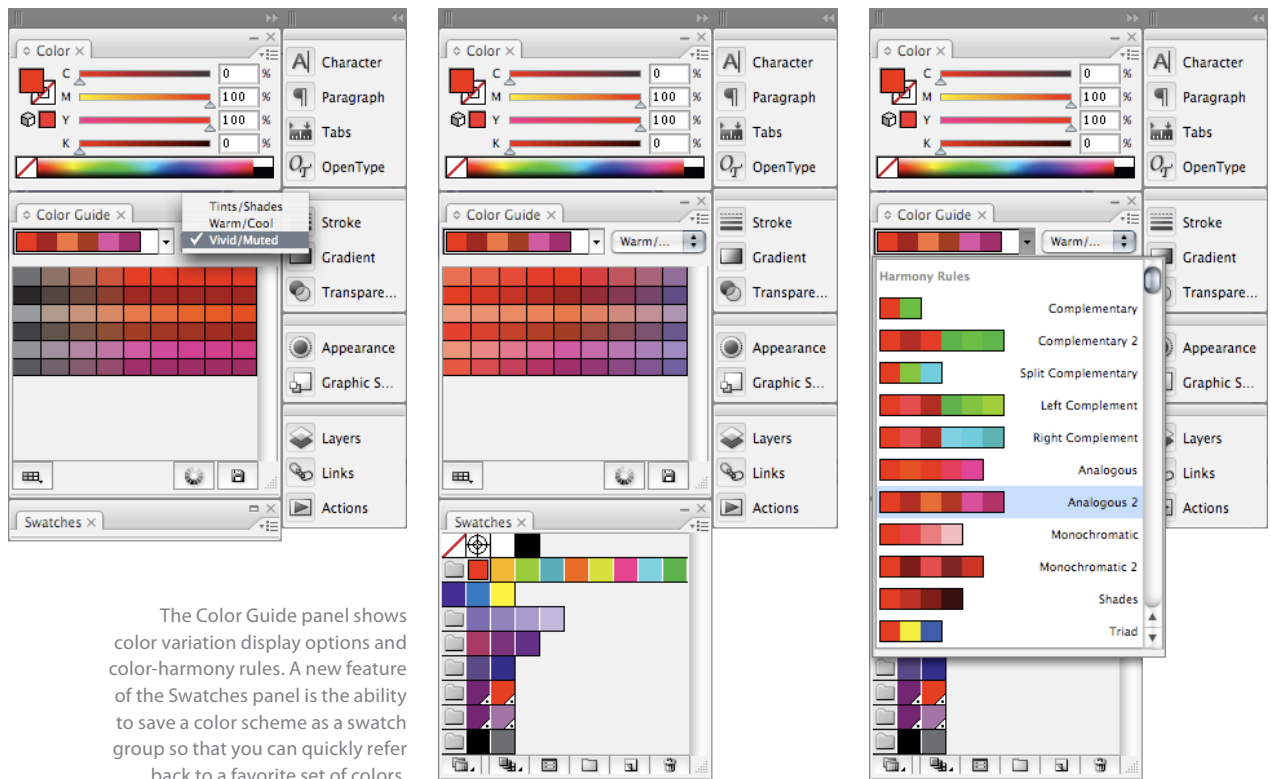 Color ×
C 0 %
M 100 %
Y 100 %
K 0 %
Color Guide ×
Tints/Shades
Warm/Cool
Vivid/Muted
Swatches ×
Character
Paragraph
Tabs
OpenType
Stroke
Gradient
Transpare...
Appearance
Graphic S...
Layers
Links
Actions
The Color Guide panel shows
color variation display options and
color-harmony rules. A new feature
of the Swatches panel is the ability
to save a color scheme as a swatch
group so that you can quickly refer
back to a favorite set of colors.
Color ×
C 0 %
M 100 %
Y 100 %
K 0 %
Color Guide ×
Warm/...
Swatches ×
Character
Paragraph
Tabs
OpenType
Stroke
Gradient
Transpare...
Appearance
Graphic S...
Layers
Links
Actions
Color ×
C 0 %
M 100 %
Y 100 %
K 0 %
Color Guide ×
Warm/...
Harmony Rules
Complementary
Complementary 2
Split Complementary
Left Complement
Right Complement
Analogous
Analogous 2
Monochromatic
Monochromatic 2
Shades
Triad
Character
Paragraph
Tabs
OpenType
Stroke
Gradient
Transpare...
Appearance
Graphic S...
Layers
Links
Actions